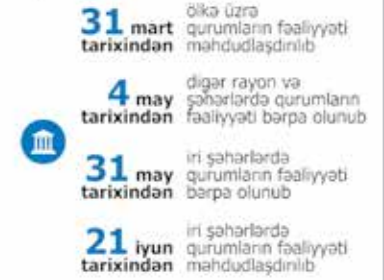 ölkə üzrə
31 mart qurumların fəaliyyəti
tarixindən məhdudlaşdırılıb
digər rayon və
4 may şəhərlərdə qurumların
tarixindən fəaliyyəti bərpa olunub
iri şəhərlərdə
31 may qurumların fəaliyyəti
tarixindən bərpa olunub
iri şəhərlərdə
21 iyun qurumların fəaliyyəti
tarixindən məhdudlaşdırılıb